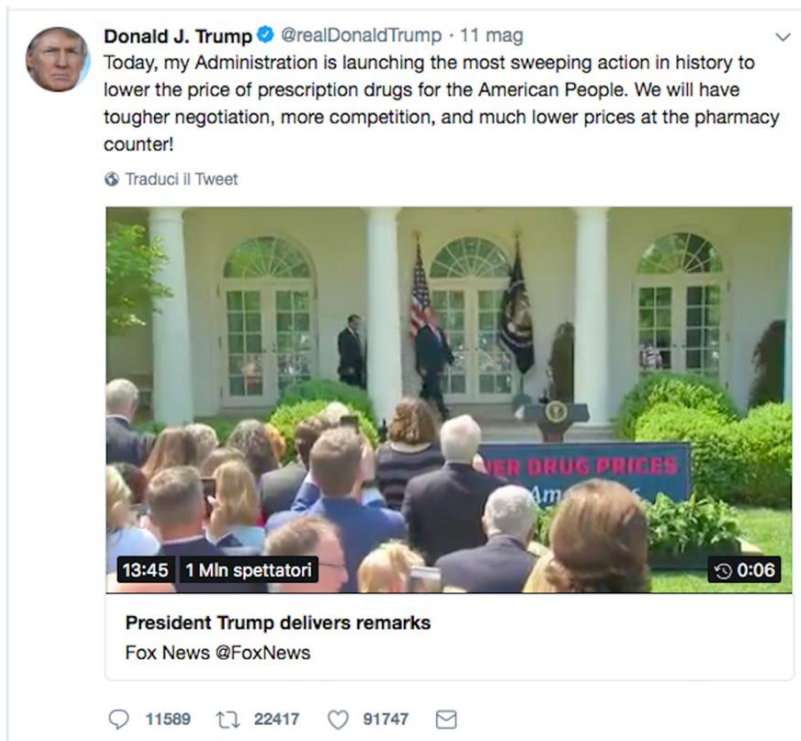 Donald J. Trump @realDonaldTrump · 11 mag
Today, my Administration is launching the most sweeping action in history to
lower the price of prescription drugs for the American People. We will have
tougher negotiation, more competition, and much lower prices at the pharmacy
counter!
Traduci il Tweet
DRUG PRICES
13:45 1 Mln spettatori 0:06
President Trump delivers remarks
Fox News @FoxNews
11589 22417 91747